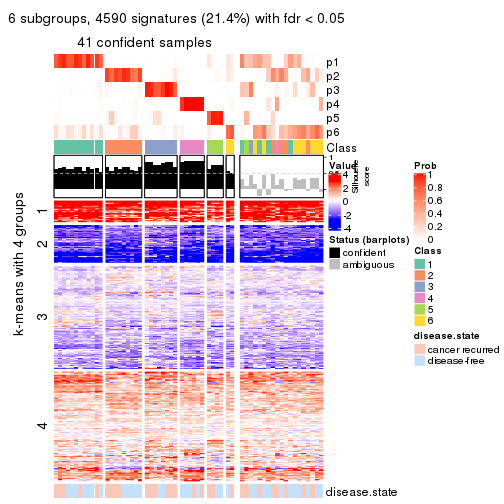 6 subgroups, 4590 signatures (21.4%) with fdr < 0.05
41 confident samples
p1
p2
p3
p4
p5
p6
Class
1
Silhouette
score
k-means with 4 groups
1
2
3
4
disease.state
Value
4
2
0
-2
-4
Status (barplots)
confident
ambiguous
Prob
1
0.8
0.6
0.4
0.2
0
Class
1
2
3
4
5
6
disease.state
cancer recurred
disease-free